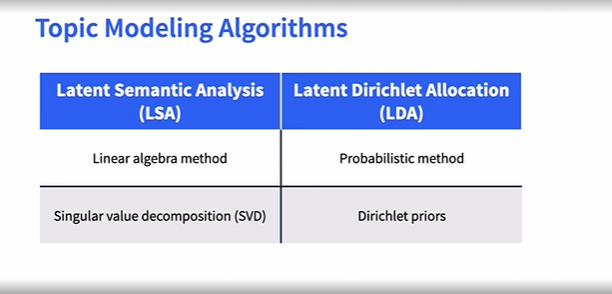 Topic Modeling Algorithms
Latent Semantic Analysis
(LSA)
Latent Dirichlet Allocation
(LDA)
Linear algebra method
Probabilistic method
Singular value decomposition (SVD)
Dirichlet priors